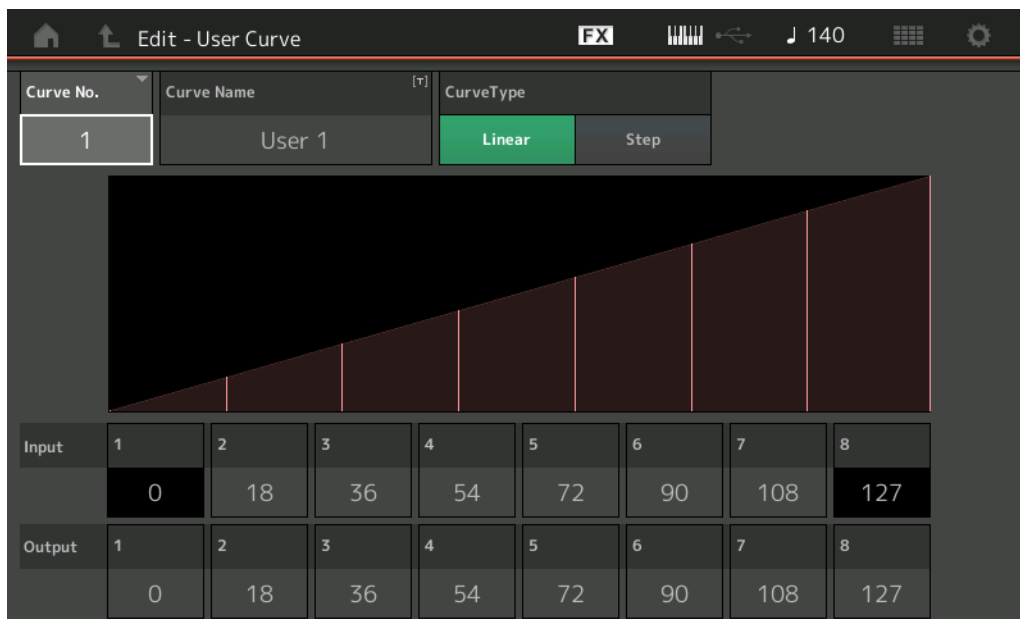 Edit - User Curve FX ♩ 140
Curve No. Curve Name [T] CurveType
1 User 1 Linear Step
Input 1 2 3 4 5 6 7 8
0 18 36 54 72 90 108 127
Output 1 2 3 4 5 6 7 8
0 18 36 54 72 90 108 127